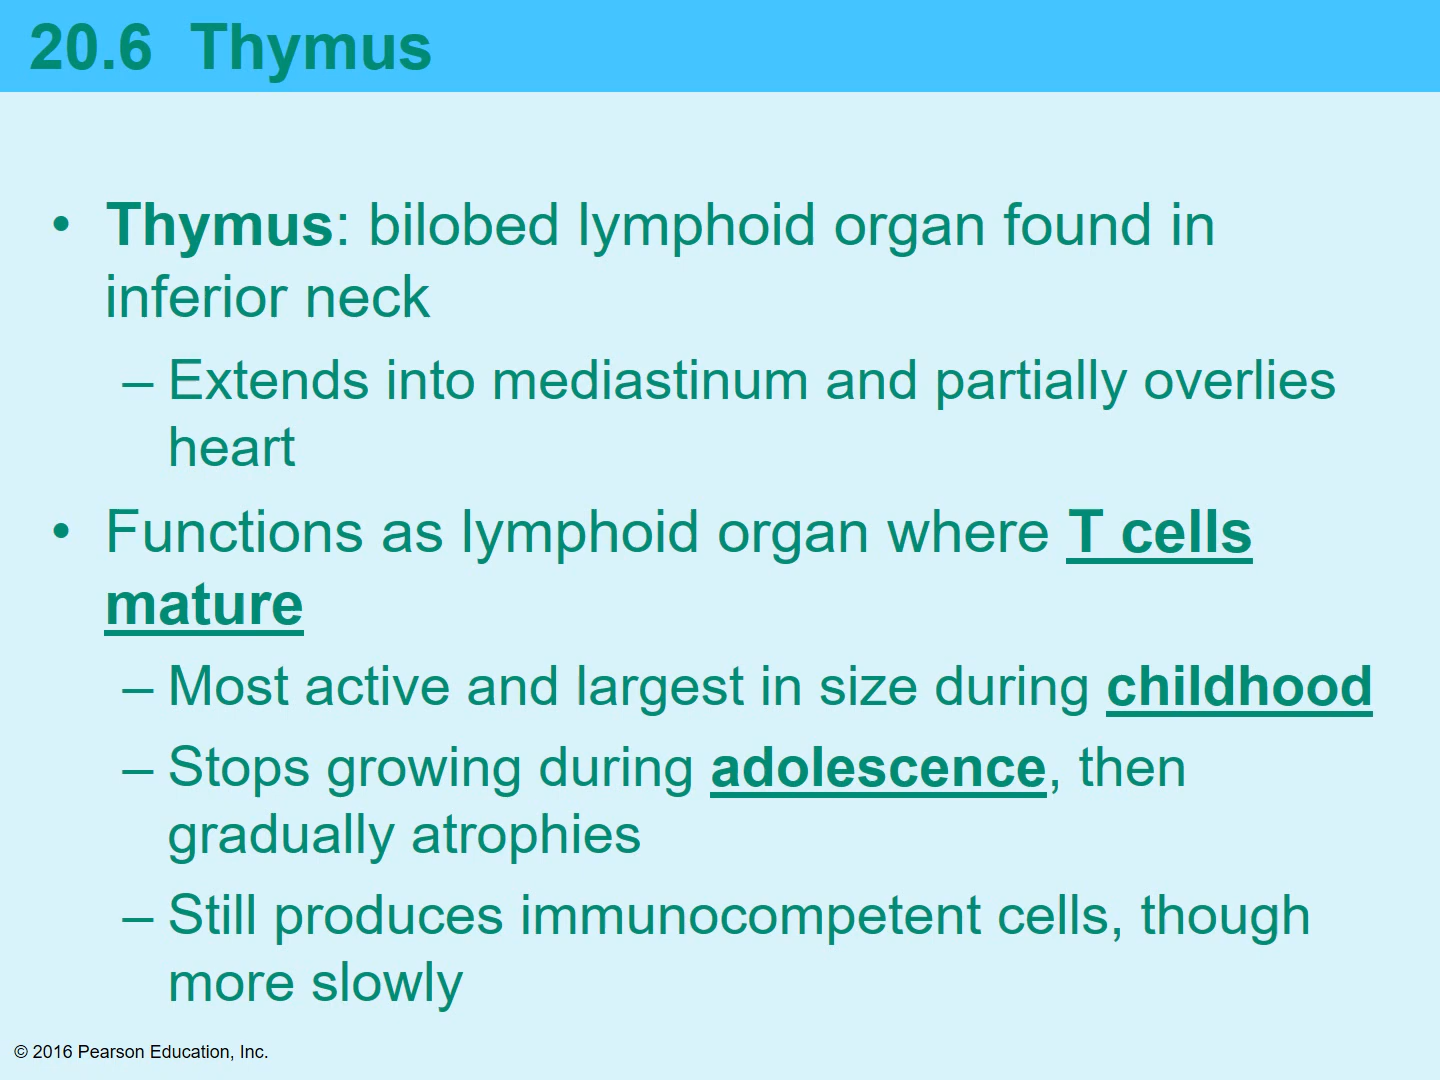 20.6 Thymus
• Thymus: bilobed lymphoid organ found in
inferior neck
– Extends into mediastinum and partially overlies
heart
• Functions as lymphoid organ where T cells
mature
– Most active and largest in size during childhood
– Stops growing during adolescence, then
gradually atrophies
– Still produces immunocompetent cells, though
more slowly
© 2016 Pearson Education, Inc.